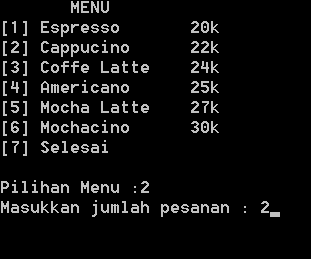 MENU
[1] Espresso 20k
[2] Cappucino 22k
[3] Coffe Latte 24k
[4] Americano 25k
[5] Mocha Latte 27k
[6] Mochacino 30k
[7] Selesai
Pilihan Menu :2
Masukkan jumlah pesanan : 2_